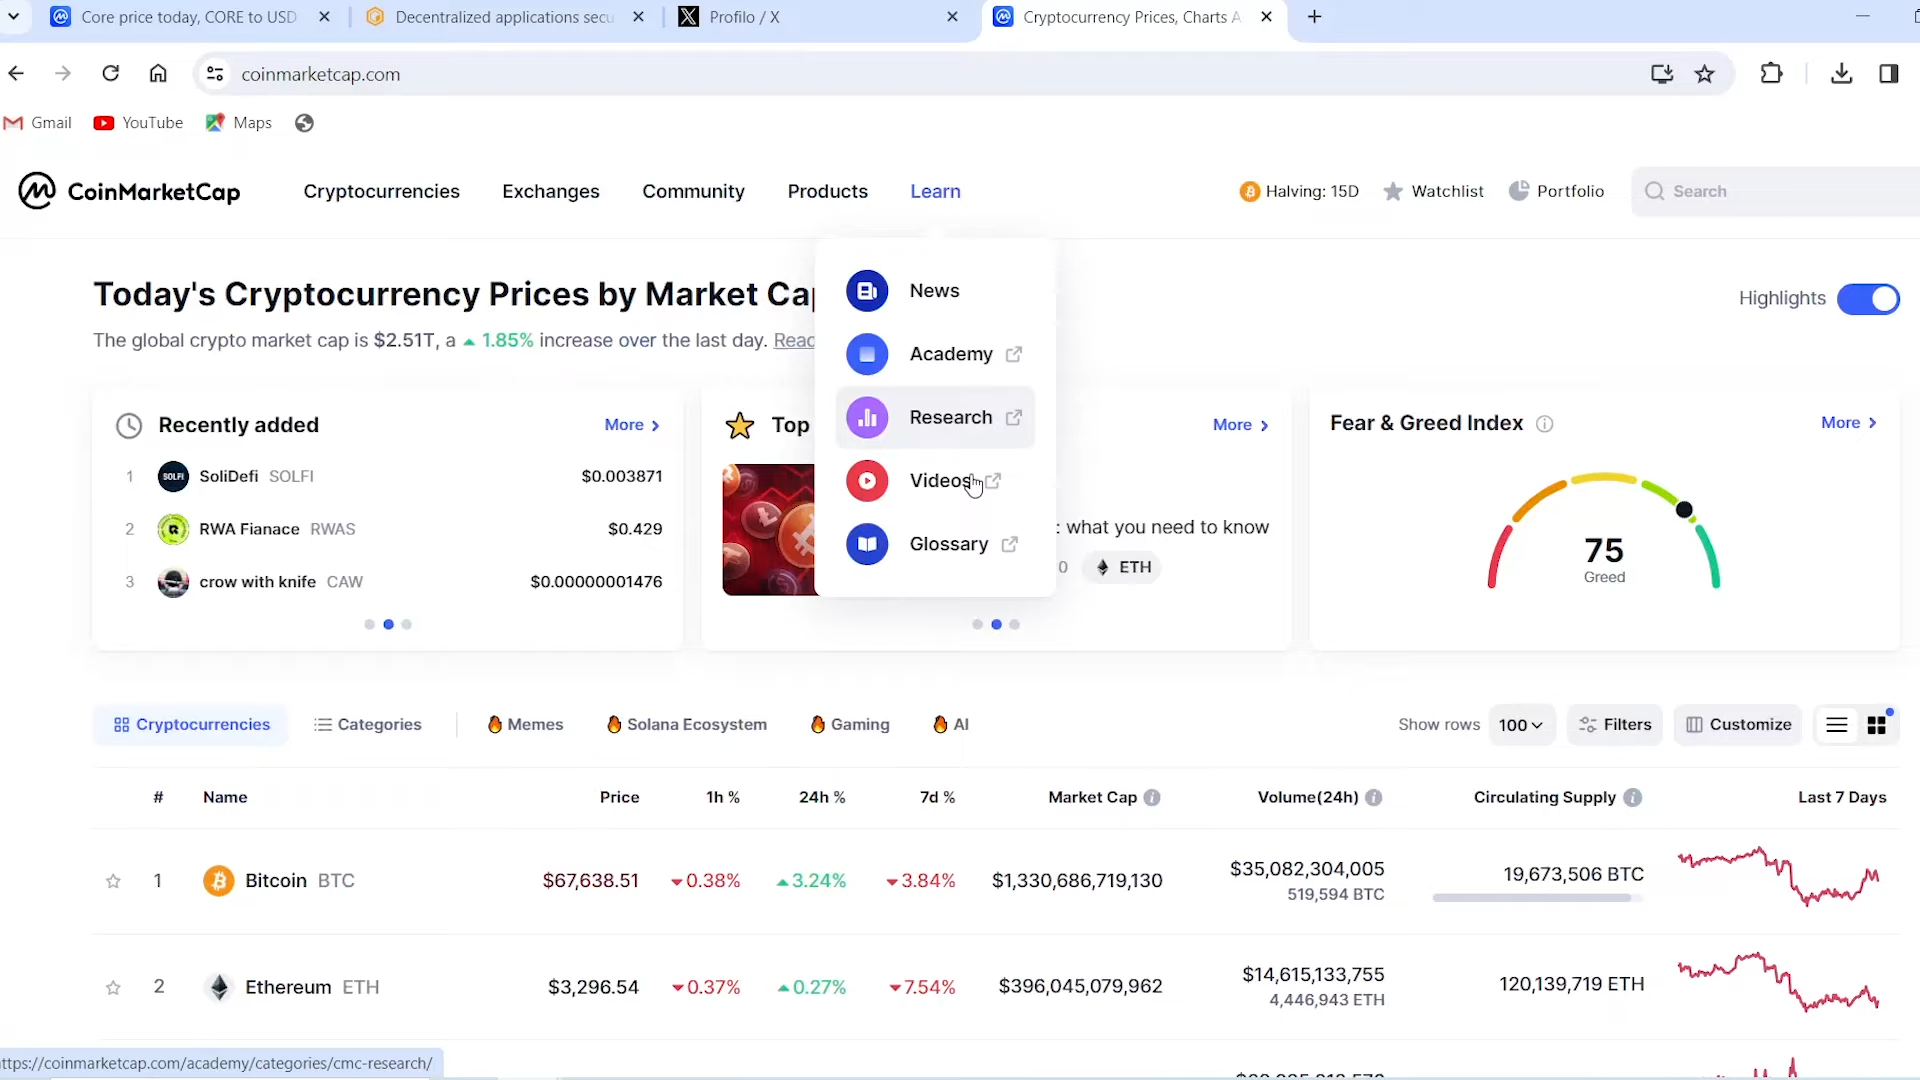 Core price today, CORE to USD
Decentralized applications secu
Profilo / X
Cryptocurrency Prices, Charts A
coinmarketcap.com
Gmail
YouTube
Maps
CoinMarketCap
Cryptocurrencies
Exchanges
Community
Products
Learn
Halving: 15D
Watchlist
Portfolio
Search
News
Academy
Research
Videos
Glossary
Today's Cryptocurrency Prices by Market Cap
The global crypto market cap is $2.51T, a 1.85% increase over the last day. Read
Highlights
Recently added
More
1 SOLFI SoliDefi SOLFI $0.003871
2 RWA Fianace RWAS $0.429
3 crow with knife CAW $0.00000001476
Top
More
: what you need to know
0 ETH
Fear & Greed Index
More
75
Greed
Cryptocurrencies
Categories
Memes
Solana Ecosystem
Gaming
AI
Show rows
100
Filters
Customize
# Name Price 1h % 24h % 7d % Market Cap Volume(24h) Circulating Supply Last 7 Days
1 Bitcoin BTC $67,638.51 0.38% 3.24% 3.84% $1,330,686,719,130 $35,082,304,005 19,673,506 BTC
519,594 BTC
2 Ethereum ETH $3,296.54 0.37% 0.27% 7.54% $396,045,079,962 $14,615,133,755 120,139,719 ETH
4,446,943 ETH
ttps://coinmarketcap.com/academy/categories/cmc-research/